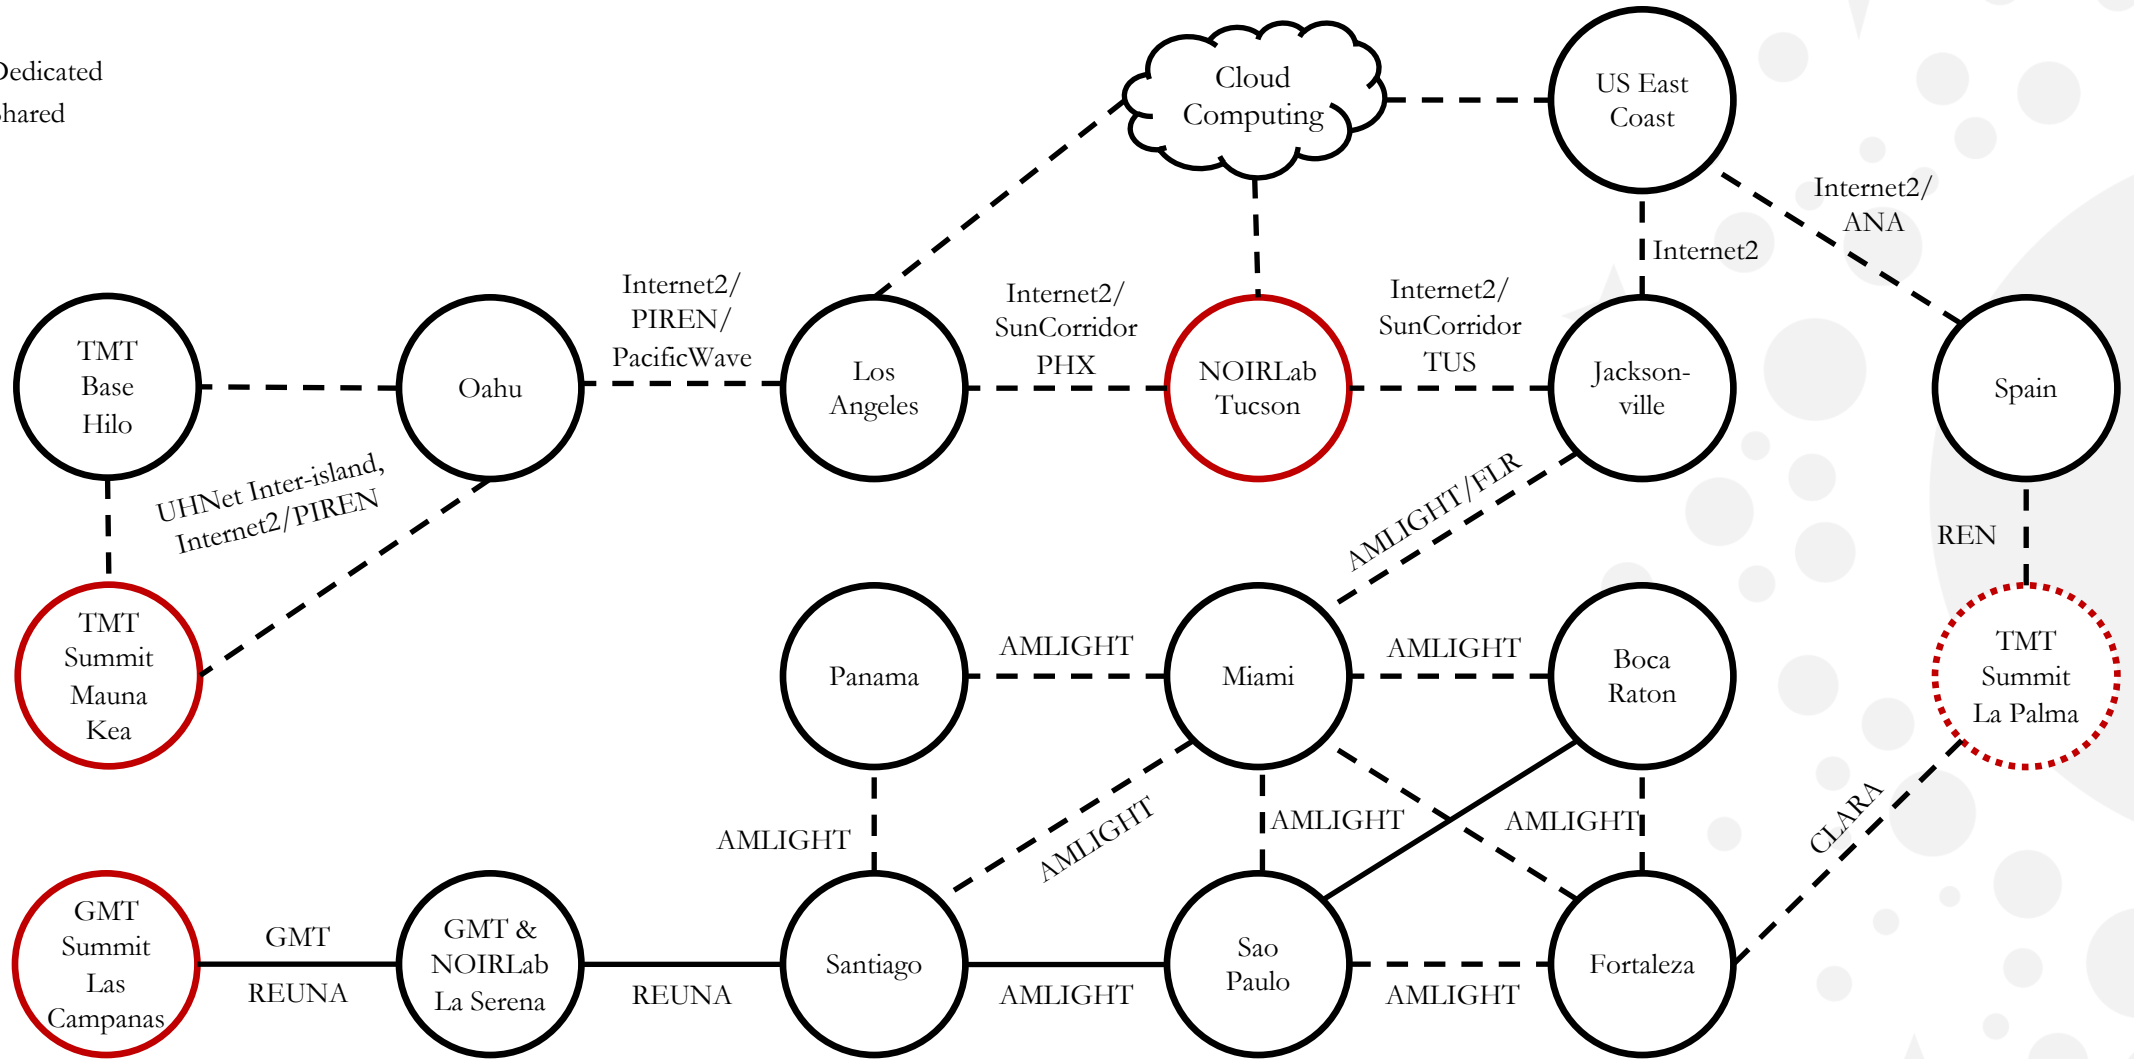 Dedicated
Shared
Cloud
Computing
US East
Coast
Internet2/
ANA
Internet2
Internet2/
PIREN/
PacificWave
Internet2/
SunCorridor
PHX
Internet2/
SunCorridor
TUS
TMT
Base
Hilo
Oahu
Los
Angeles
NOIRLab
Tucson
Jackson-
ville
Spain
UHNet Inter-island,
Internet2/PIREN
AMLIGHT/FLR
REN
TMT
Summit
Mauna
Kea
Panama
AMLIGHT
Miami
AMLIGHT
Boca
Raton
TMT
Summit
La Palma
AMLIGHT
AMLIGHT
AMLIGHT
AMLIGHT
CLARA
GMT
Summit
Las
Campanas
GMT
REUNA
GMT &
NOIRLab
La Serena
REUNA
Santiago
AMLIGHT
Sao
Paulo
AMLIGHT
Fortaleza